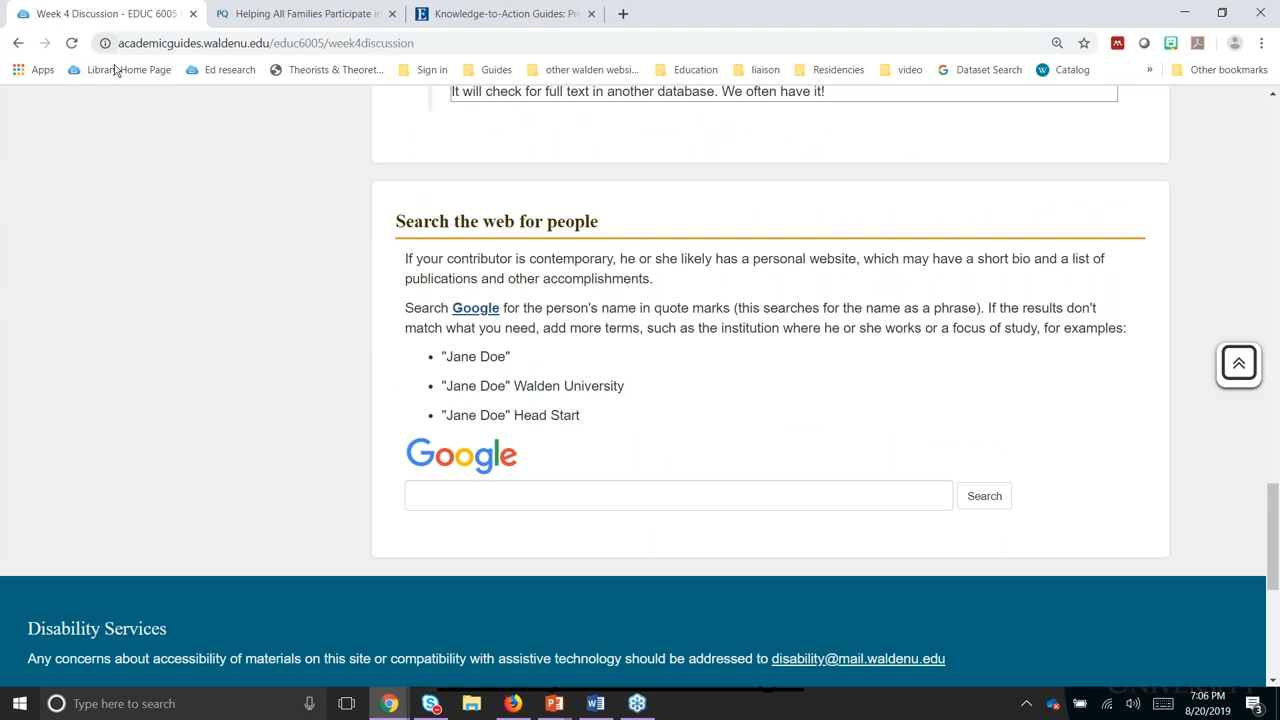 Week 4 Discussion - EDUC 6005
Helping All Families Participate in
Knowledge-to-Action Guides: Pre
academicguides.waldenu.edu/educ6005/week4discussion
Apps
Library Home Page
Ed research
Theorists & Theoret...
Sign in
Guides
other walden websi...
Education
liaison
Residencies
video
Dataset Search
Catalog
»
Other bookmarks
It will check for full text in another database. We often have it!
Search the web for people
If your contributor is contemporary, he or she likely has a personal website, which may have a short bio and a list of
publications and other accomplishments.
Search Google for the person's name in quote marks (this searches for the name as a phrase). If the results don't
match what you need, add more terms, such as the institution where he or she works or a focus of study, for examples:
• "Jane Doe"
• "Jane Doe" Walden University
• "Jane Doe" Head Start
Google
Search
Disability Services
Any concerns about accessibility of materials on this site or compatibility with assistive technology should be addressed to disability@mail.waldenu.edu
Type here to search
7:06 PM
8/20/2019
3